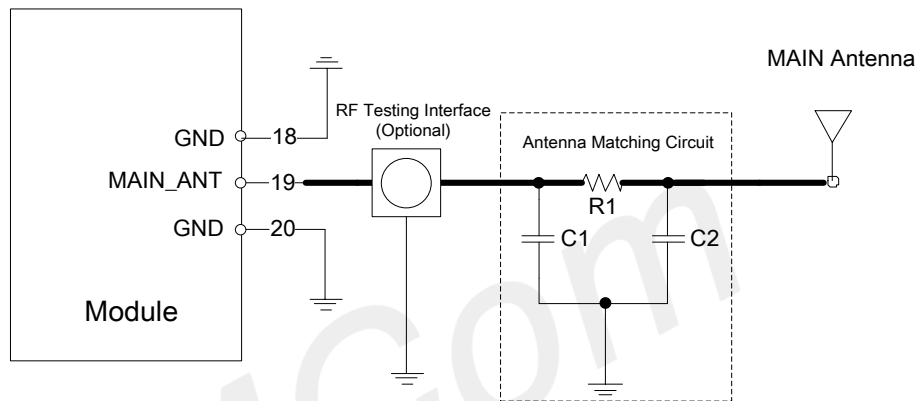 MAIN Antenna
RF Testing Interface
(Optional)
GND 18
Antenna Matching Circuit
MAIN_ANT 19
R1
GND 20
C1 C2
Module